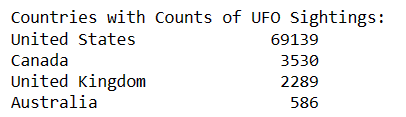 Countries with Counts of UFO Sightings:
United States 69139
Canada 3530
United Kingdom 2289
Australia 586